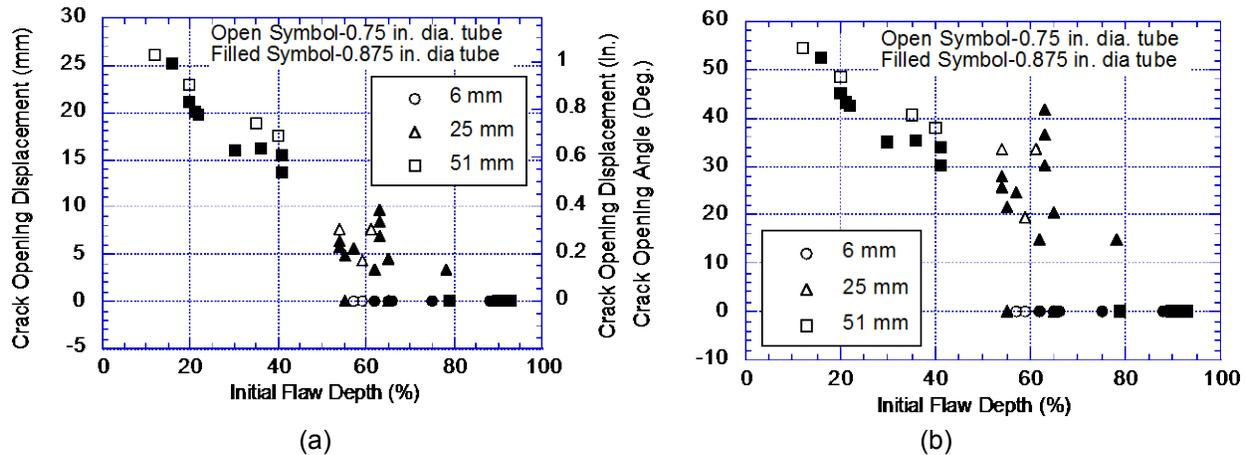 30
25
20
15
10
5
0
-5
Crack Opening Displacement (mm)
Open Symbol-0.75 in. dia. tube
Filled Symbol-0.875 in. dia tube
6 mm
25 mm
51 mm
1
0.8
0.6
0.4
0.2
0
Crack Opening Displacement (In.)
0 20 40 60 80 100
Initial Flaw Depth (%)
(a)
60
50
40
30
20
10
0
-10
Crack Opening Angle (Deg.)
Open Symbol-0.75 in. dia tube
Filled Symbol-0.875 in. dia tube
6 mm
25 mm
51 mm
0 20 40 60 80 100
Initial Flaw Depth (%)
(b)